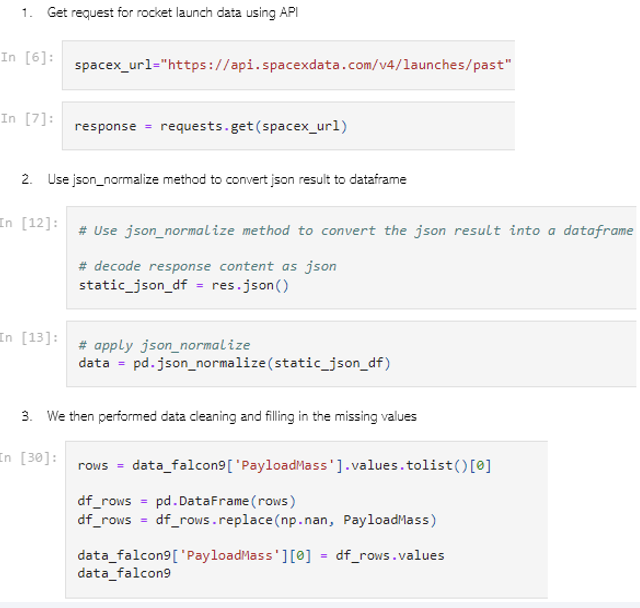 1. Get request for rocket launch data using API
In [6]: spacex_url="https://api.spacexdata.com/v4/launches/past"
In [7]: response = requests.get(spacex_url)
2. Use json_normalize method to convert json result to dataframe
In [12]: # Use json_normalize method to convert the json result into a dataframe
# decode response content as json
static_json_df = res.json()
In [13]: # apply json_normalize
data = pd.json_normalize(static_json_df)
3. We then performed data cleaning and filling in the missing values
In [30]: rows = data_falcon9['PayloadMass'].values.tolist()[0]
df_rows = pd.DataFrame(rows)
df_rows = df_rows.replace(np.nan, PayloadMass)
data_falcon9['PayloadMass'][0] = df_rows.values
data_falcon9